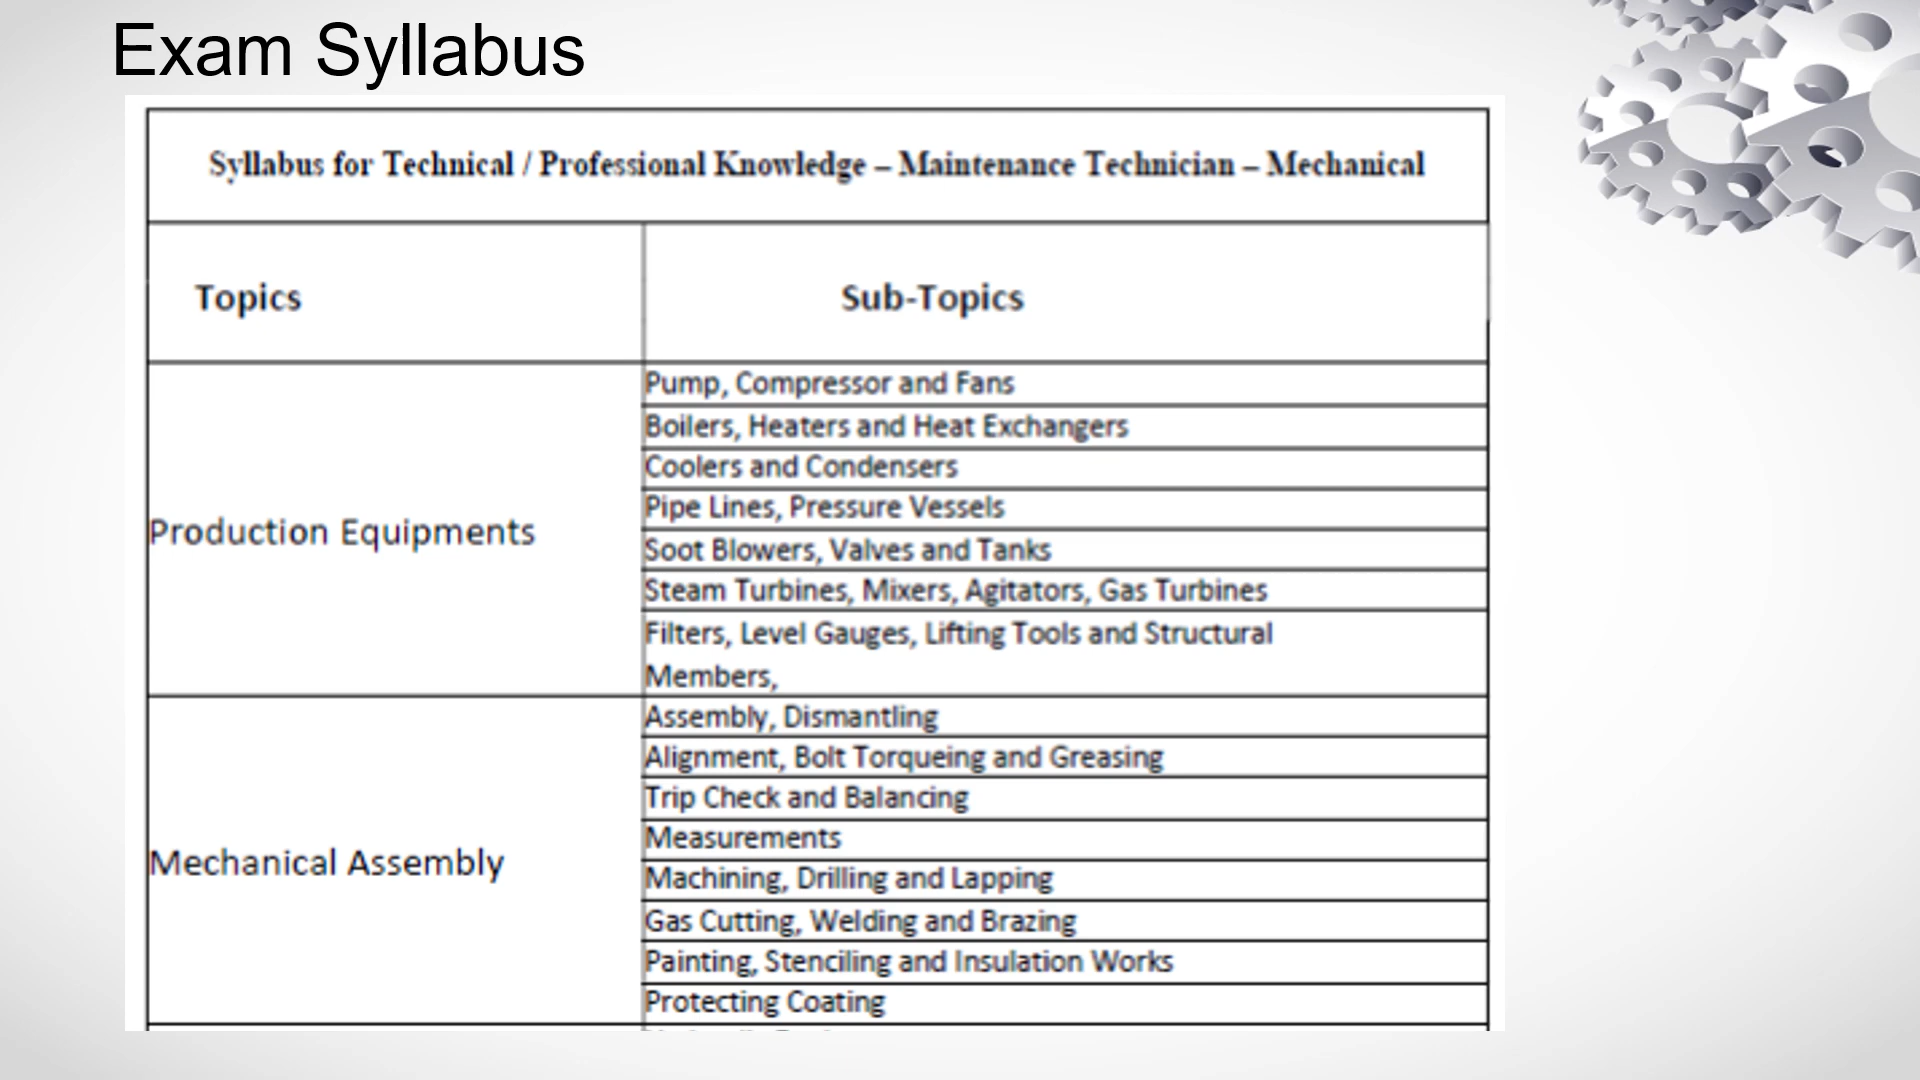 Exam Syllabus
Syllabus for Technical / Professional Knowledge – Maintenance Technician – Mechanical
Topics
Sub-Topics
Production Equipments
Pump, Compressor and Fans
Boilers, Heaters and Heat Exchangers
Coolers and Condensers
Pipe Lines, Pressure Vessels
Soot Blowers, Valves and Tanks
Steam Turbines, Mixers, Agitators, Gas Turbines
Filters, Level Gauges, Lifting Tools and Structural
Members,
Mechanical Assembly
Assembly, Dismantling
Alignment, Bolt Torqueing and Greasing
Trip Check and Balancing
Measurements
Machining, Drilling and Lapping
Gas Cutting, Welding and Brazing
Painting, Stenciling and Insulation Works
Protecting Coating